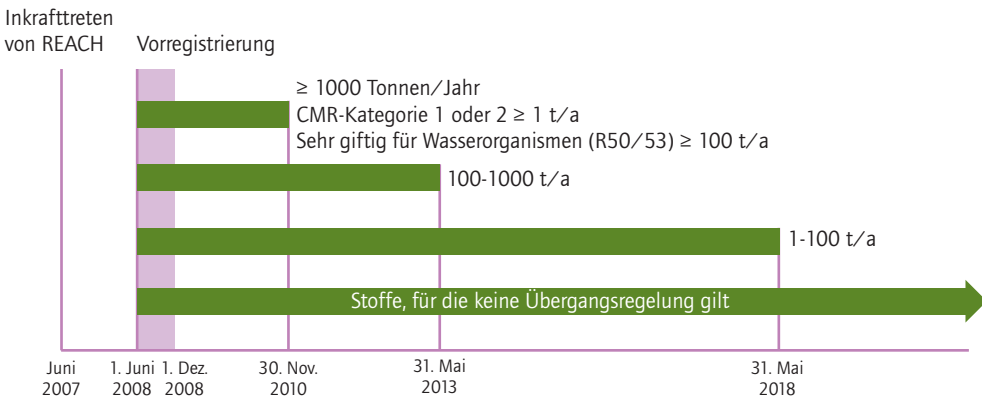 Inkrafttreten
von REACH
Vorregistrierung
≥ 1000 Tonnen/Jahr
CMR-Kategorie 1 oder 2 ≥ 1 t/a
Sehr giftig für Wasserorganismen (R50/53) ≥ 100 t/a
100-1000 t/a
1-100 t/a
Stoffe, für die keine Übergangsregelung gilt
Juni
2007
1. Juni
2008
1. Dez.
2008
30. Nov.
2010
31. Mai
2013
31. Mai
2018